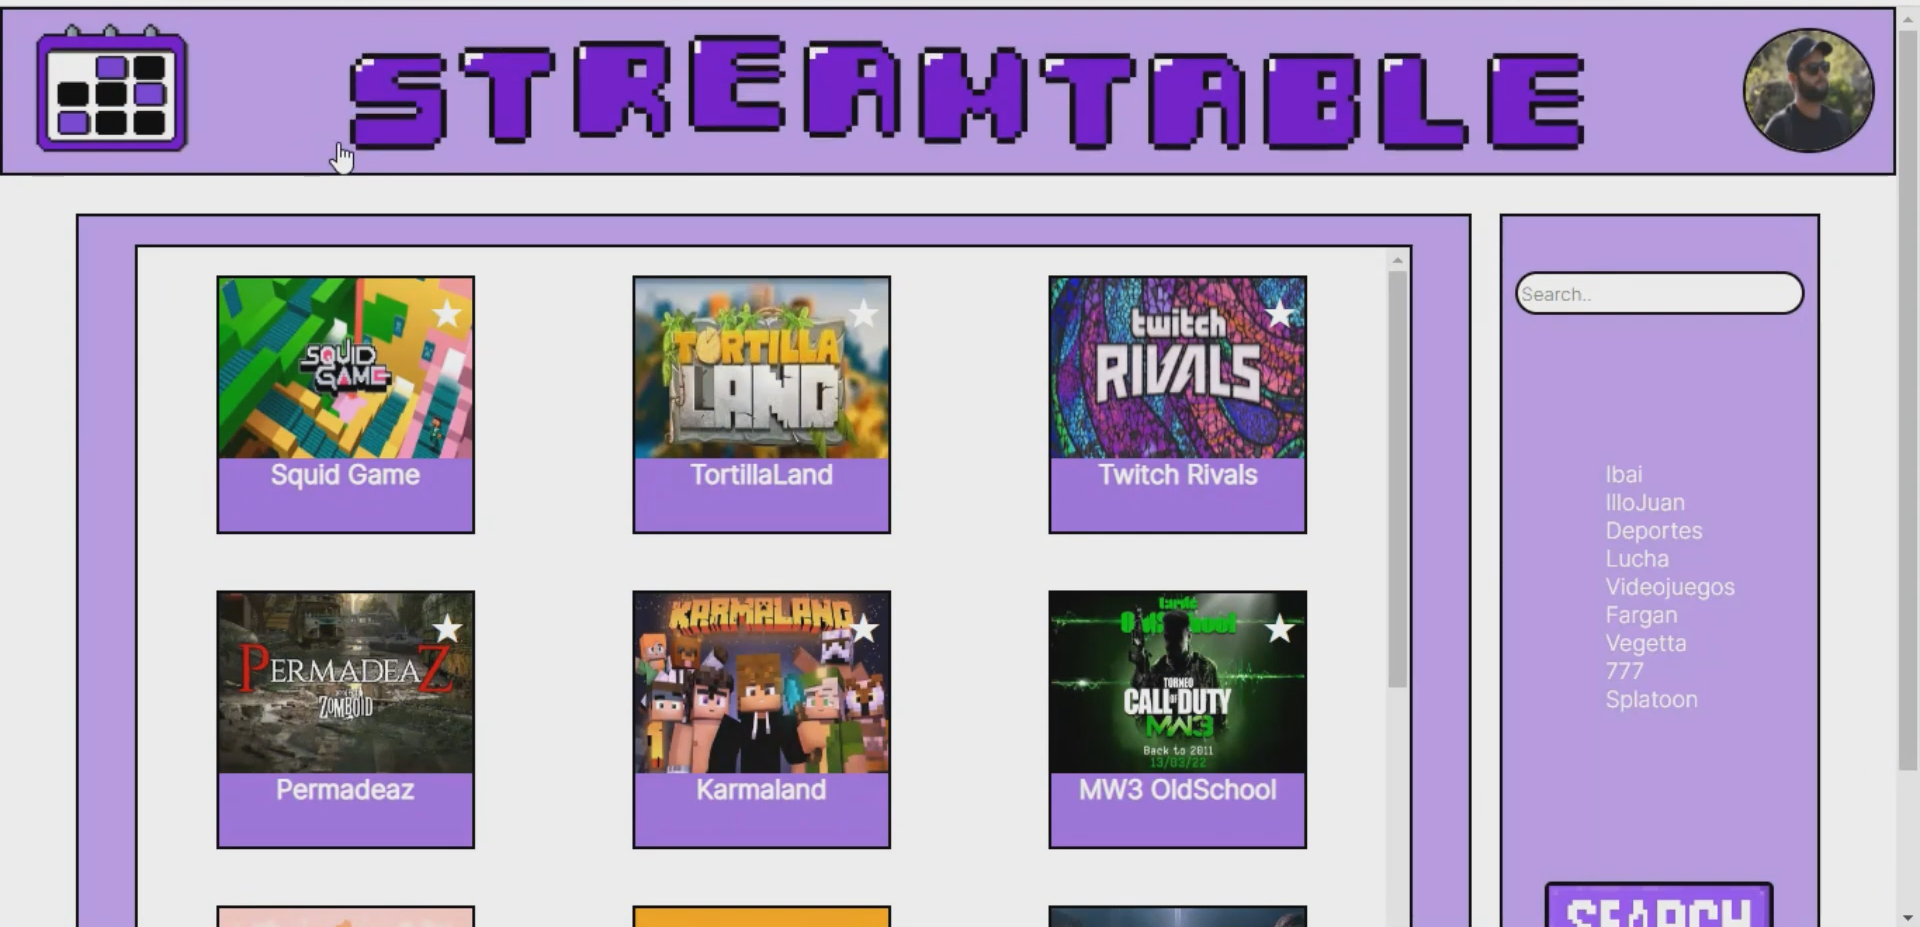 STREAMTABLE
SQUID
GAME
Squid Game
TORTILLA
LAND
TortillaLand
twitch
RIVALS
Twitch Rivals
Search..
Ibai
IlloJuan
Deportes
Lucha
Videojuegos
Fargan
Vegetta
777
Splatoon
PERMADEAZ
ZOMBOID
Permadeaz
KARMALAND
Karmaland
OldSchool
TORNEO
CALL OF DUTY
MW3
Back to 2011
13/03/22
MW3 OldSchool
SEARCH